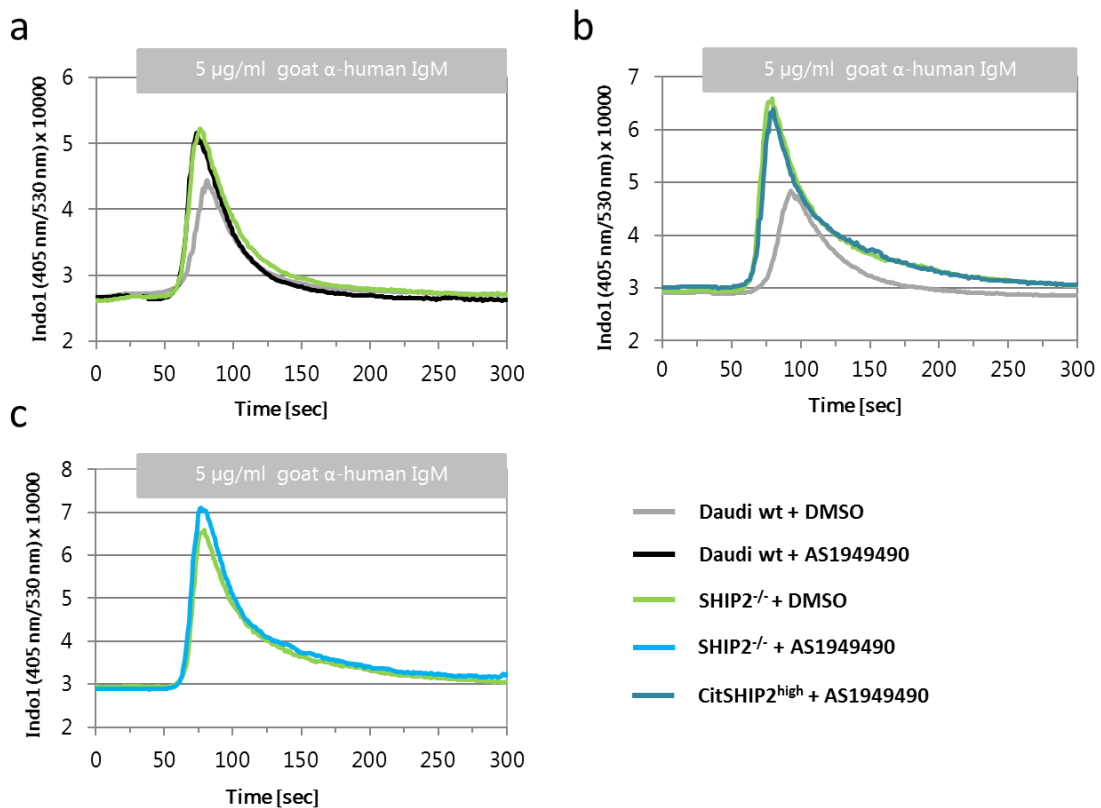 a
5 µg/ml goat α-human IgM
Indo1 (405 nm/530 nm) x 10000
6
5
4
3
2
0 50 100 150 200 250 300
Time [sec]
b
5 µg/ml goat α-human IgM
Indo1 (405 nm/530 nm) x 10000
7
6
5
4
3
2
0 50 100 150 200 250 300
Time [sec]
c
5 µg/ml goat α-human IgM
Indo1 (405 nm/530 nm) x 10000
8
7
6
5
4
3
2
0 50 100 150 200 250 300
Time [sec]
Daudi wt + DMSO
Daudi wt + AS1949490
SHIP2-/- + DMSO
SHIP2-/- + AS1949490
CitSHIP2high + AS1949490